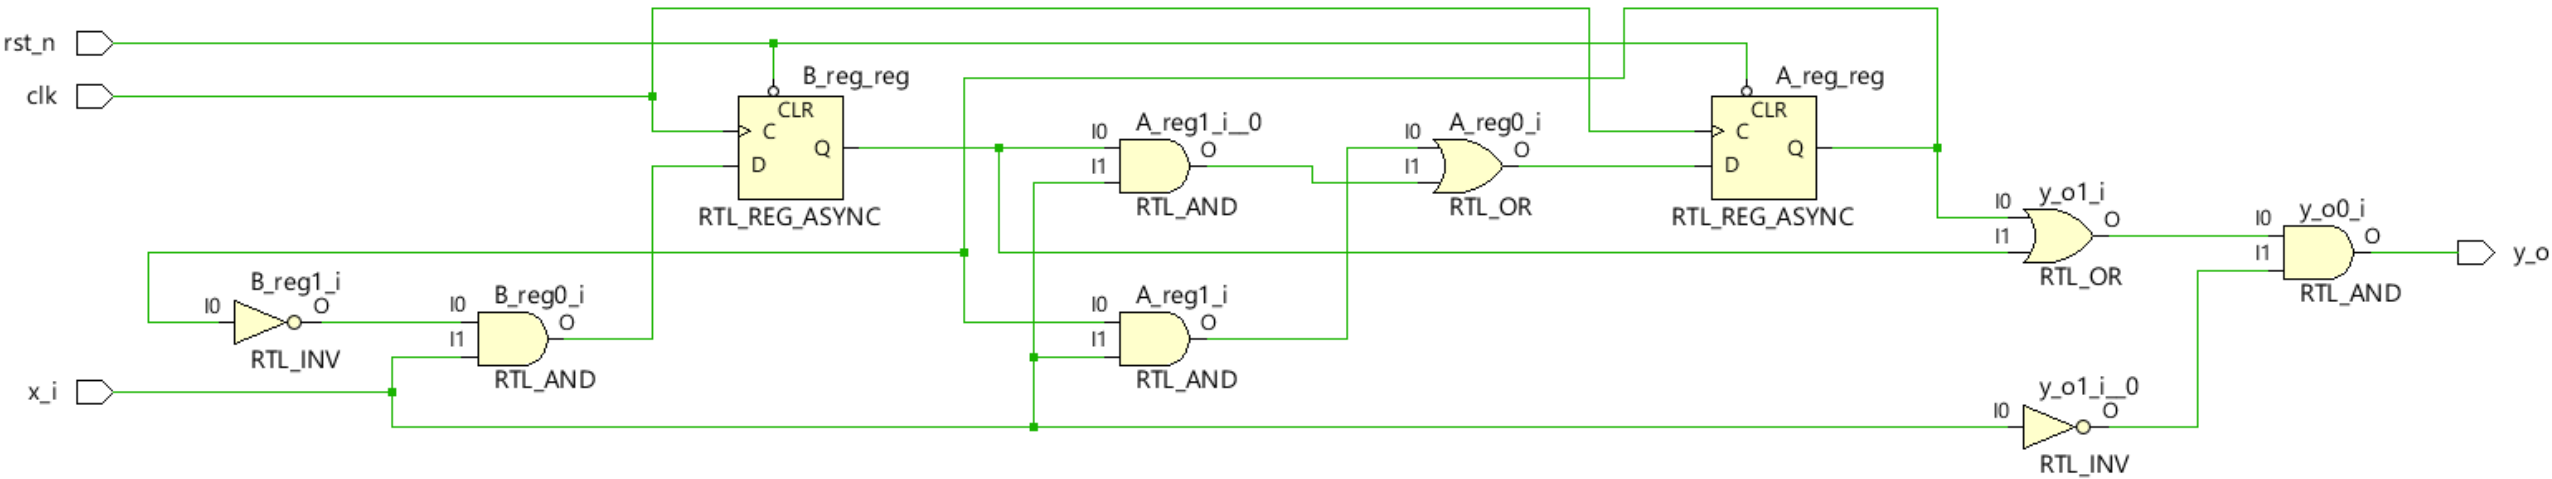 rst_n
clk
x_i
B_reg1_i
I0
O
RTL_INV
B_reg0_i
I0
I1
O
RTL_AND
B_reg_reg
CLR
C
D
Q
RTL_REG_ASYNC
A_reg1_i__0
I0
I1
O
RTL_AND
A_reg1_i
I0
I1
O
RTL_AND
A_reg0_i
I0
I1
O
RTL_OR
A_reg_reg
CLR
C
D
Q
RTL_REG_ASYNC
y_o1_i
I0
I1
O
RTL_OR
y_o1_i__0
I0
O
RTL_INV
y_o0_i
I0
I1
O
RTL_AND
y_o